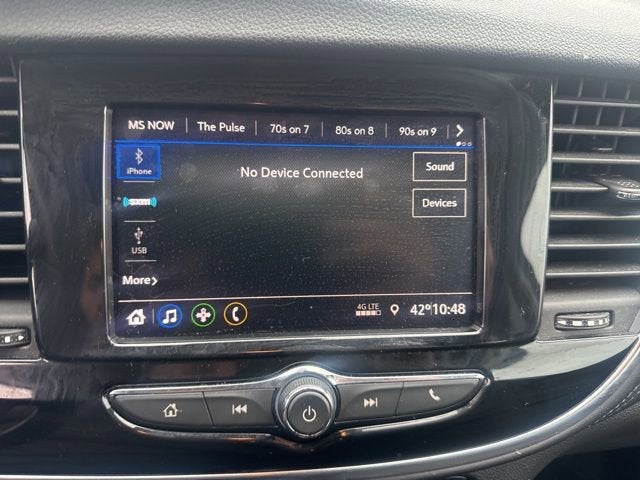 MS NOW The Pulse 70s on 7 80s on 8 90s on 9
iPhone
No Device Connected
Sound
sxm
Devices
USB
More
4G LTE
42° 10:48